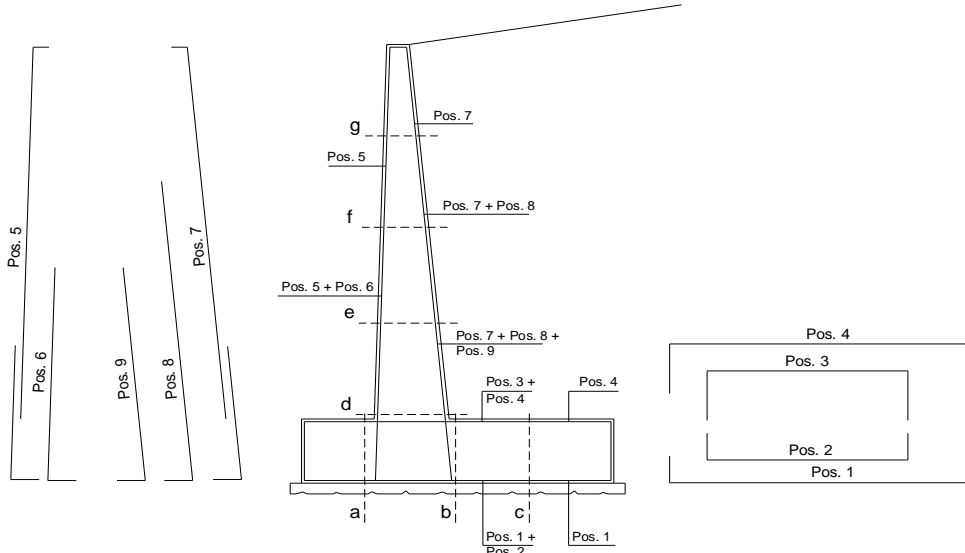 Pos. 5
Pos. 6
Pos. 9
Pos. 8
Pos. 7
g
Pos. 7
Pos. 5
f
Pos. 7 + Pos. 8
Pos. 5 + Pos. 6
e
Pos. 7 + Pos. 8 +
Pos. 9
d
Pos. 3 +
Pos. 4
Pos. 4
a
b
c
Pos. 1 +
Pos. 2
Pos. 1
Pos. 4
Pos. 3
Pos. 2
Pos. 1